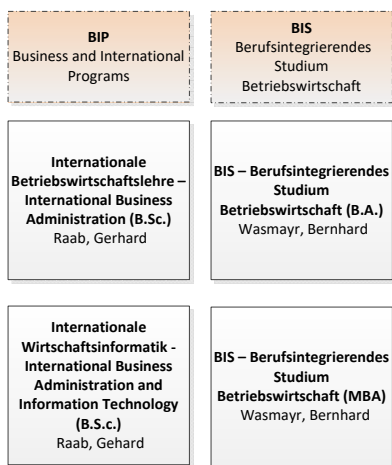 BIP
Business and International
Programs
BIS
Berufsintegrierendes
Studium
Betriebswirtschaft
Internationale
Betriebswirtschaftslehre –
International Business
Administration (B.Sc.)
Raab, Gerhard
BIS – Berufsintegrierendes
Studium
Betriebswirtschaft (B.A.)
Wasmayr, Bernhard
Internationale
Wirtschaftsinformatik -
International Business
Administration and
Information Technology
(B.S.c.)
Raab, Gehard
BIS – Berufsintegrierendes
Studium
Betriebswirtschaft (MBA)
Wasmayr, Bernhard